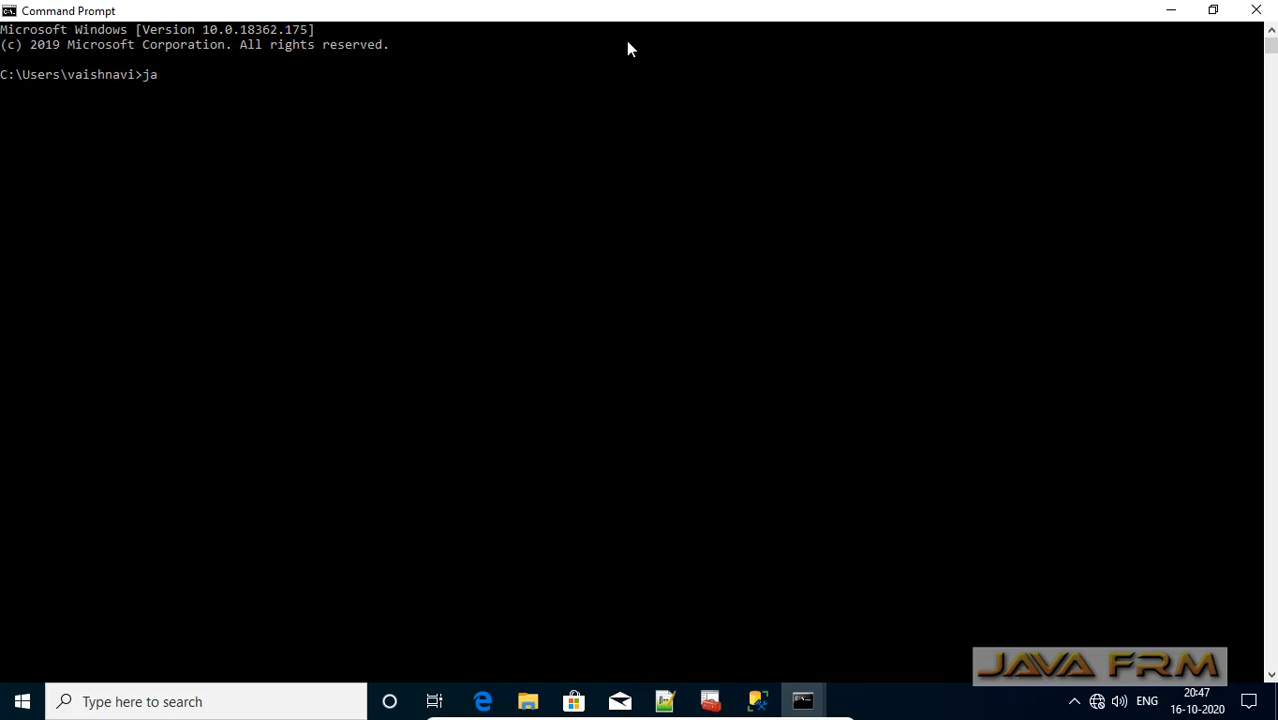 Command Prompt
Microsoft Windows [Version 10.0.18362.175]
(c) 2019 Microsoft Corporation. All rights reserved.
C:\Users\vaishnavi>ja
JAVA FRM
Type here to search
ENG
20:47
16-10-2020